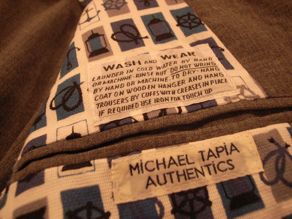 WASH AND WEAR
LAUNDER IN COLD WATER BY HAND
OR MACHINE. RINSE BUT DO NOT WRING
BY HAND OR MACHINE. TO DRY- HANG
COAT ON WOODEN HANGER AND HANG
TROUSERS BY CUFFS WITH CREASES IN PLACE
IF REQUIRED USE IRON FOR TOUCH UP
MICHAEL TAPIA
AUTHENTICS